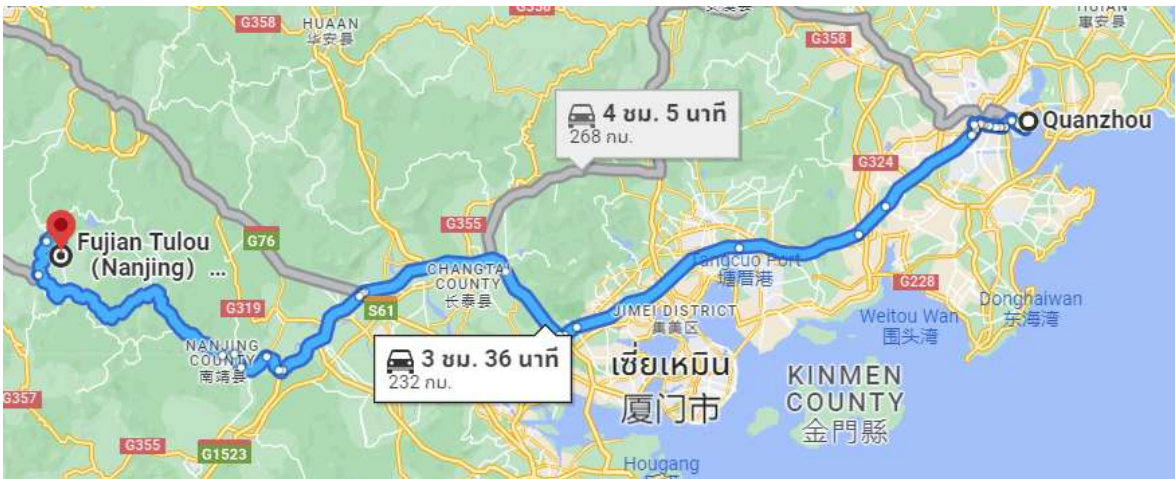 G358
HUAAN
华安县
G358
HUIAN
惠安县
G358
4 ชม. 5 นาที
268 กม.
Quanzhou
G324
Fujian Tulou
(Nanjing) ...
G76
G355
CHANGTAI
COUNTY
长泰县
Tangcuo Port
塘厝港
G228
G319
S61
JIMEI DISTRICT
集美区
Weitou Wan
围头湾
Donghaiwan
东海湾
NANJING
COUNTY
南靖县
3 ชม. 36 นาที
232 กม.
เซี่ยเหมิน
厦门市
KINMEN
COUNTY
金門縣
G357
G355
G1523
Hougang